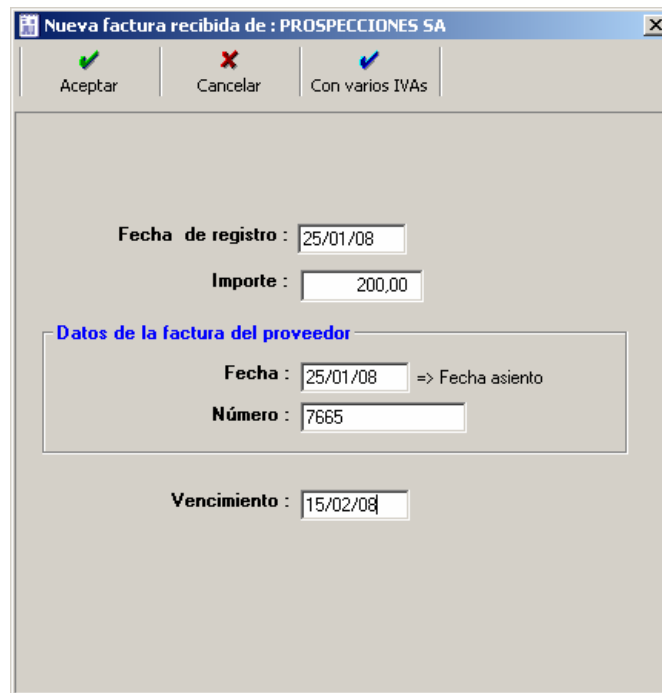 Nueva factura recibida de : PROSPECCIONES SA
Aceptar Cancelar Con varios IVAs
Fecha de registro : 25/01/08
Importe : 200,00
Datos de la factura del proveedor
Fecha : 25/01/08 => Fecha asiento
Número : 7665
Vencimiento : 15/02/08